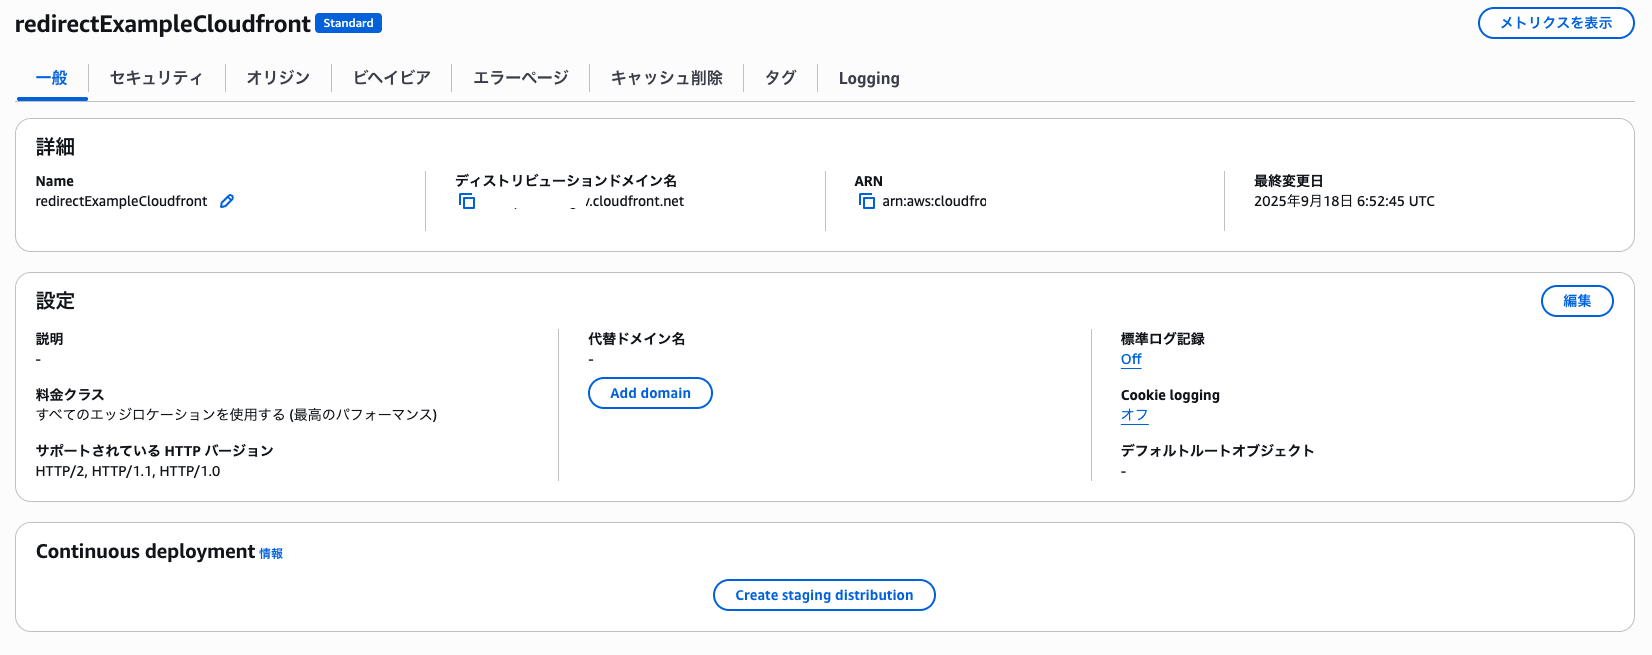 redirectExampleCloudfront Standard
メトリクスを表示
一般 セキュリティ オリジン ビヘイビア エラーページ キャッシュ削除 タグ Logging
詳細
Name
redirectExampleCloudfront
ディストリビューションドメイン名
.cloudfront.net
ARN
arn:aws:cloudfro
最終変更日
2025年9月18日 6:52:45 UTC
設定
編集
説明
-
料金クラス
すべてのエッジロケーションを使用する (最高のパフォーマンス)
サポートされている HTTP バージョン
HTTP/2, HTTP/1.1, HTTP/1.0
代替ドメイン名
-
Add domain
標準ログ記録
Off
Cookie logging
オフ
デフォルトルートオブジェクト
-
Continuous deployment 情報
Create staging distribution